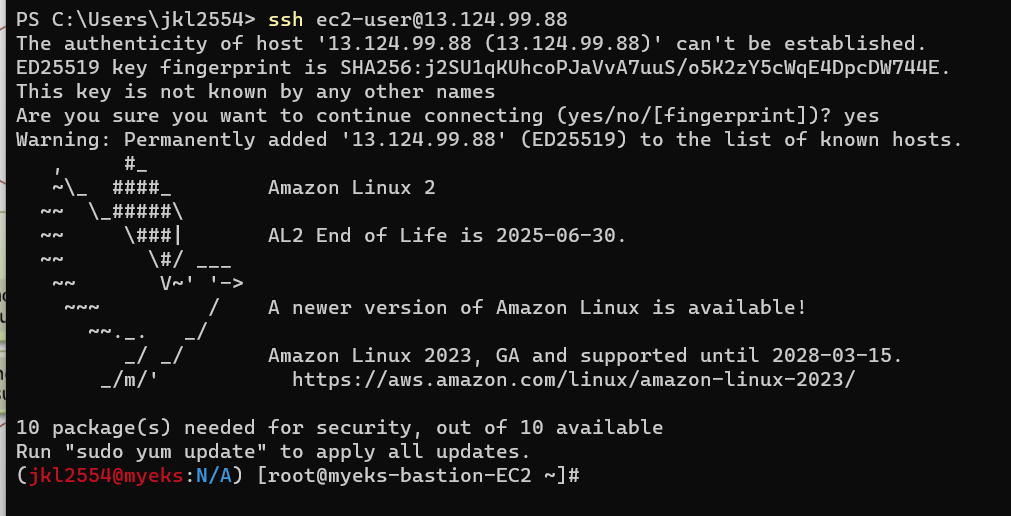 PS C:\Users\jkl2554> ssh ec2-user@13.124.99.88
The authenticity of host '13.124.99.88 (13.124.99.88)' can't be established.
ED25519 key fingerprint is SHA256:j2SU1qKUhcoPJaVvA7uuS/o5K2zY5cWqE4DpcDW744E.
This key is not known by any other names
Are you sure you want to continue connecting (yes/no/[fingerprint])? yes
Warning: Permanently added '13.124.99.88' (ED25519) to the list of known hosts.
   ,     #_
   ~\_  ####_        Amazon Linux 2
  ~~  \_#####\
  ~~     \###|       AL2 End of Life is 2025-06-30.
  ~~       \#/ ___
   ~~       V~' '->
    ~~~         /    A newer version of Amazon Linux is available!
      ~~._.   _/
         _/ _/       Amazon Linux 2023, GA and supported until 2028-03-15.
       _/m/'           https://aws.amazon.com/linux/amazon-linux-2023/

10 package(s) needed for security, out of 10 available
Run "sudo yum update" to apply all updates.
(jkl2554@myeks:N/A) [root@myeks-bastion-EC2 ~]#